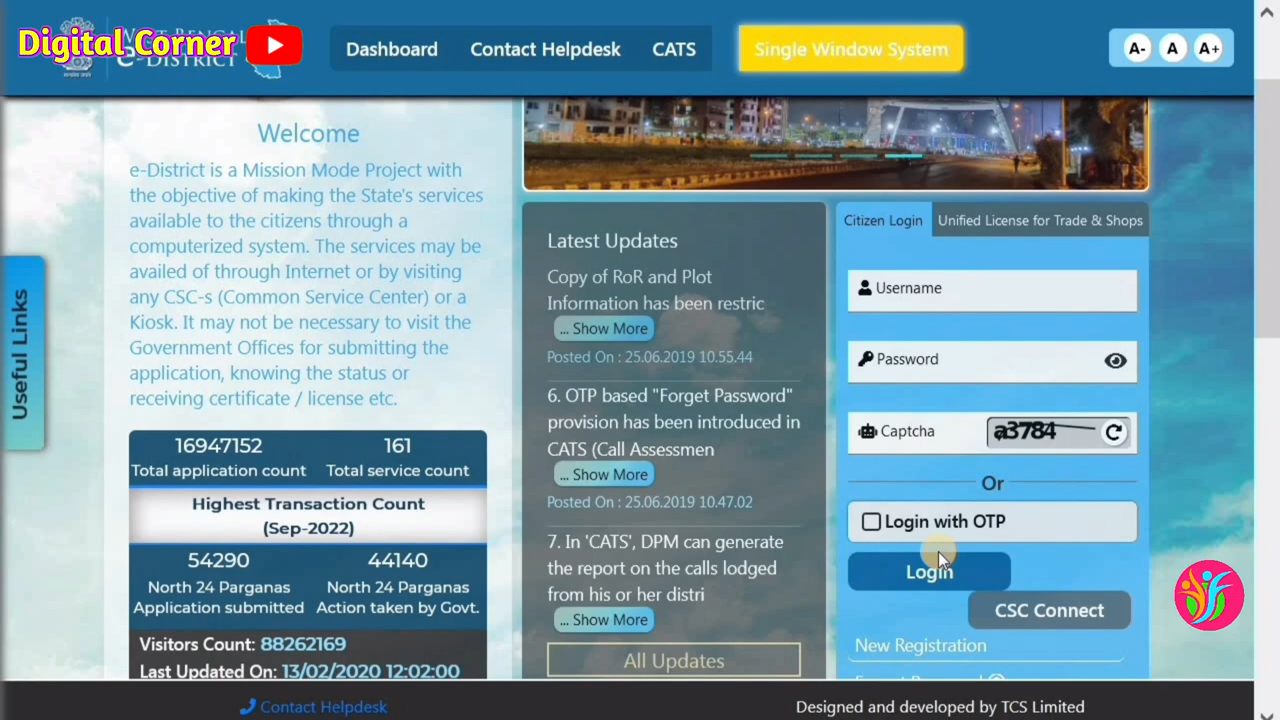 Digital Corner
WEST BENGAL
e-DISTRICT
Dashboard
Contact Helpdesk
CATS
Single Window System
A-
A
A+
Useful Links
Welcome
e-District is a Mission Mode Project with
the objective of making the State's services
available to the citizens through a
computerized system. The services may be
availed of through Internet or by visiting
any CSC-s (Common Service Center) or a
Kiosk. It may not be necessary to visit the
Government Offices for submitting the
application, knowing the status or
receiving certificate / license etc.
16947152
Total application count
161
Total service count
Highest Transaction Count
(Sep-2022)
54290
North 24 Parganas
Application submitted
44140
North 24 Parganas
Action taken by Govt.
Visitors Count: 88262169
Last Updated On: 13/02/2020 12:02:00
Latest Updates
Copy of RoR and Plot
Information has been restric
... Show More
Posted On : 25.06.2019 10.55.44
6. OTP based "Forget Password"
provision has been introduced in
CATS (Call Assessmen
... Show More
Posted On : 25.06.2019 10.47.02
7. In 'CATS', DPM can generate
the report on the calls lodged
from his or her distri
... Show More
All Updates
Citizen Login
Unified License for Trade & Shops
Username
Password
Captcha
a3784
Or
Login with OTP
Login
CSC Connect
New Registration
Contact Helpdesk
Designed and developed by TCS Limited